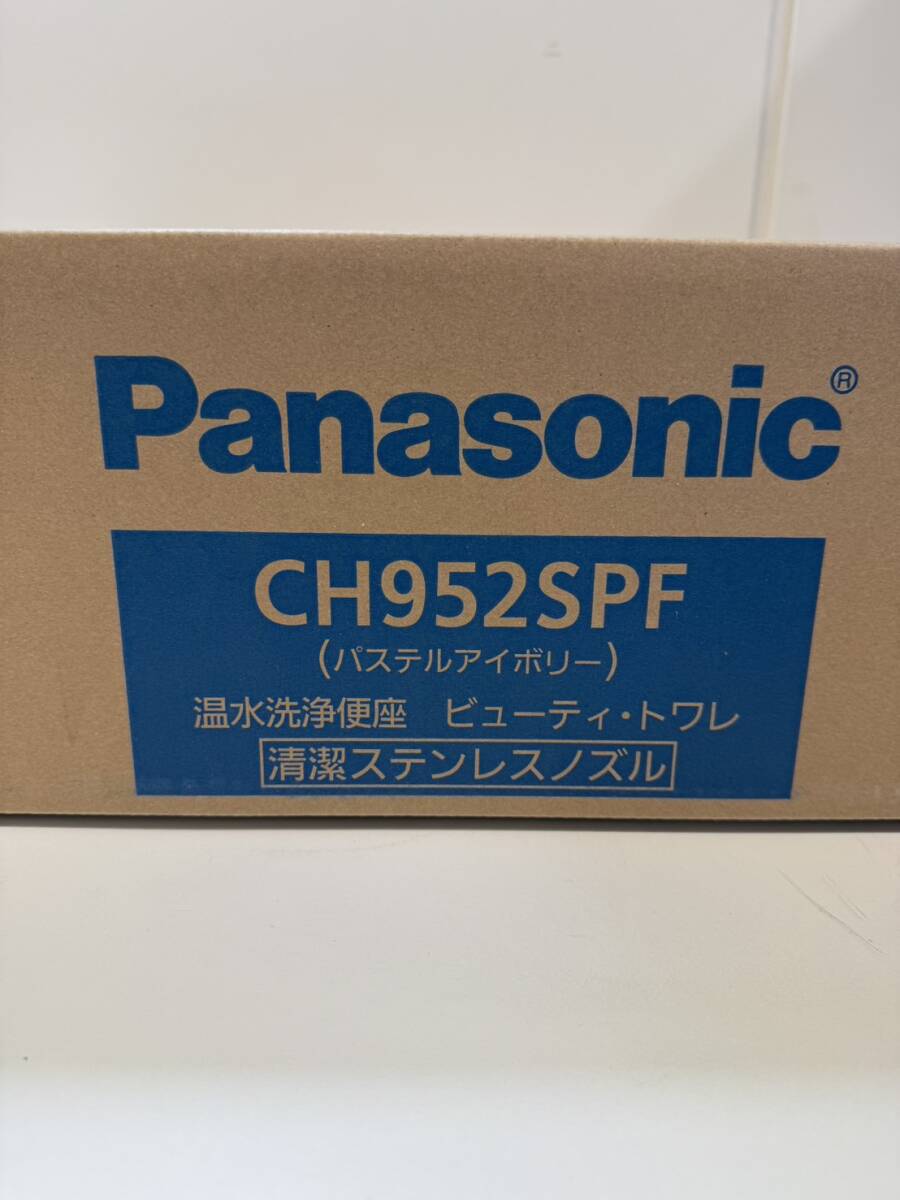 Panasonic®
CH952SPF
(パステルアイボリー)
温水洗浄便座　ビューティ・トワレ
清潔ステンレスノズル